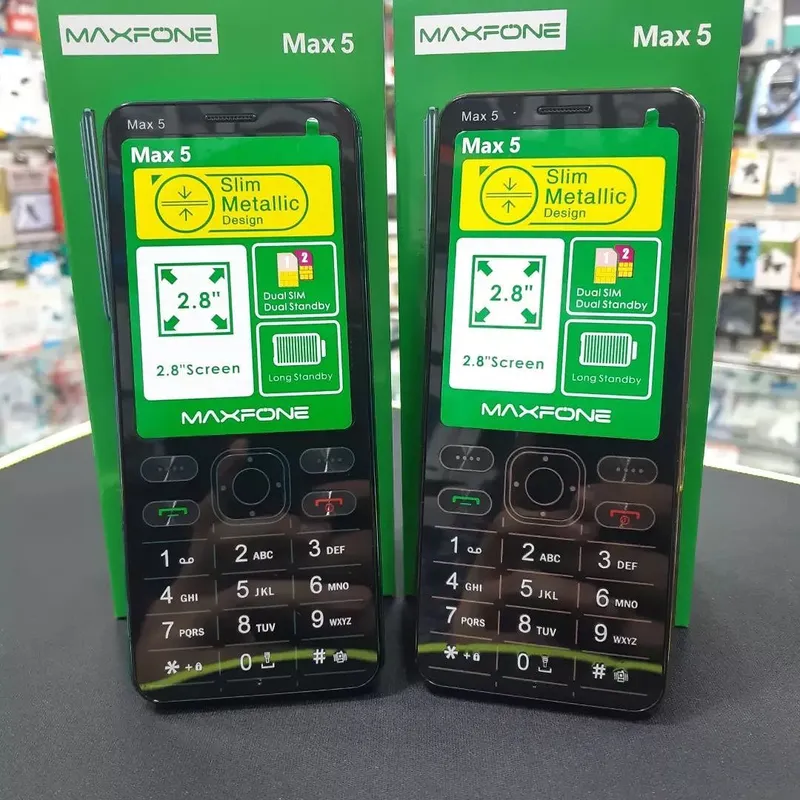 MAXFONE
Max 5
Max 5
Max 5
Slim
Metallic
Design
2.8"
2.8"Screen
1 2
Dual SIM
Dual Standby
Long Standby
MAXFONE
1
2 ABC
3 DEF
4 GHI
5 JKL
6 MNO
7 PQRS
8 TUV
9 WXYZ
* +
0
#
MAXFONE
Max 5
Max 5
Max 5
Slim
Metallic
Design
2.8"
2.8"Screen
1 2
Dual SIM
Dual Standby
Long Standby
MAXFONE
1
2 ABC
3 DEF
4 GHI
5 JKL
6 MNO
7 PQRS
8 TUV
9 WXYZ
* +
0
#